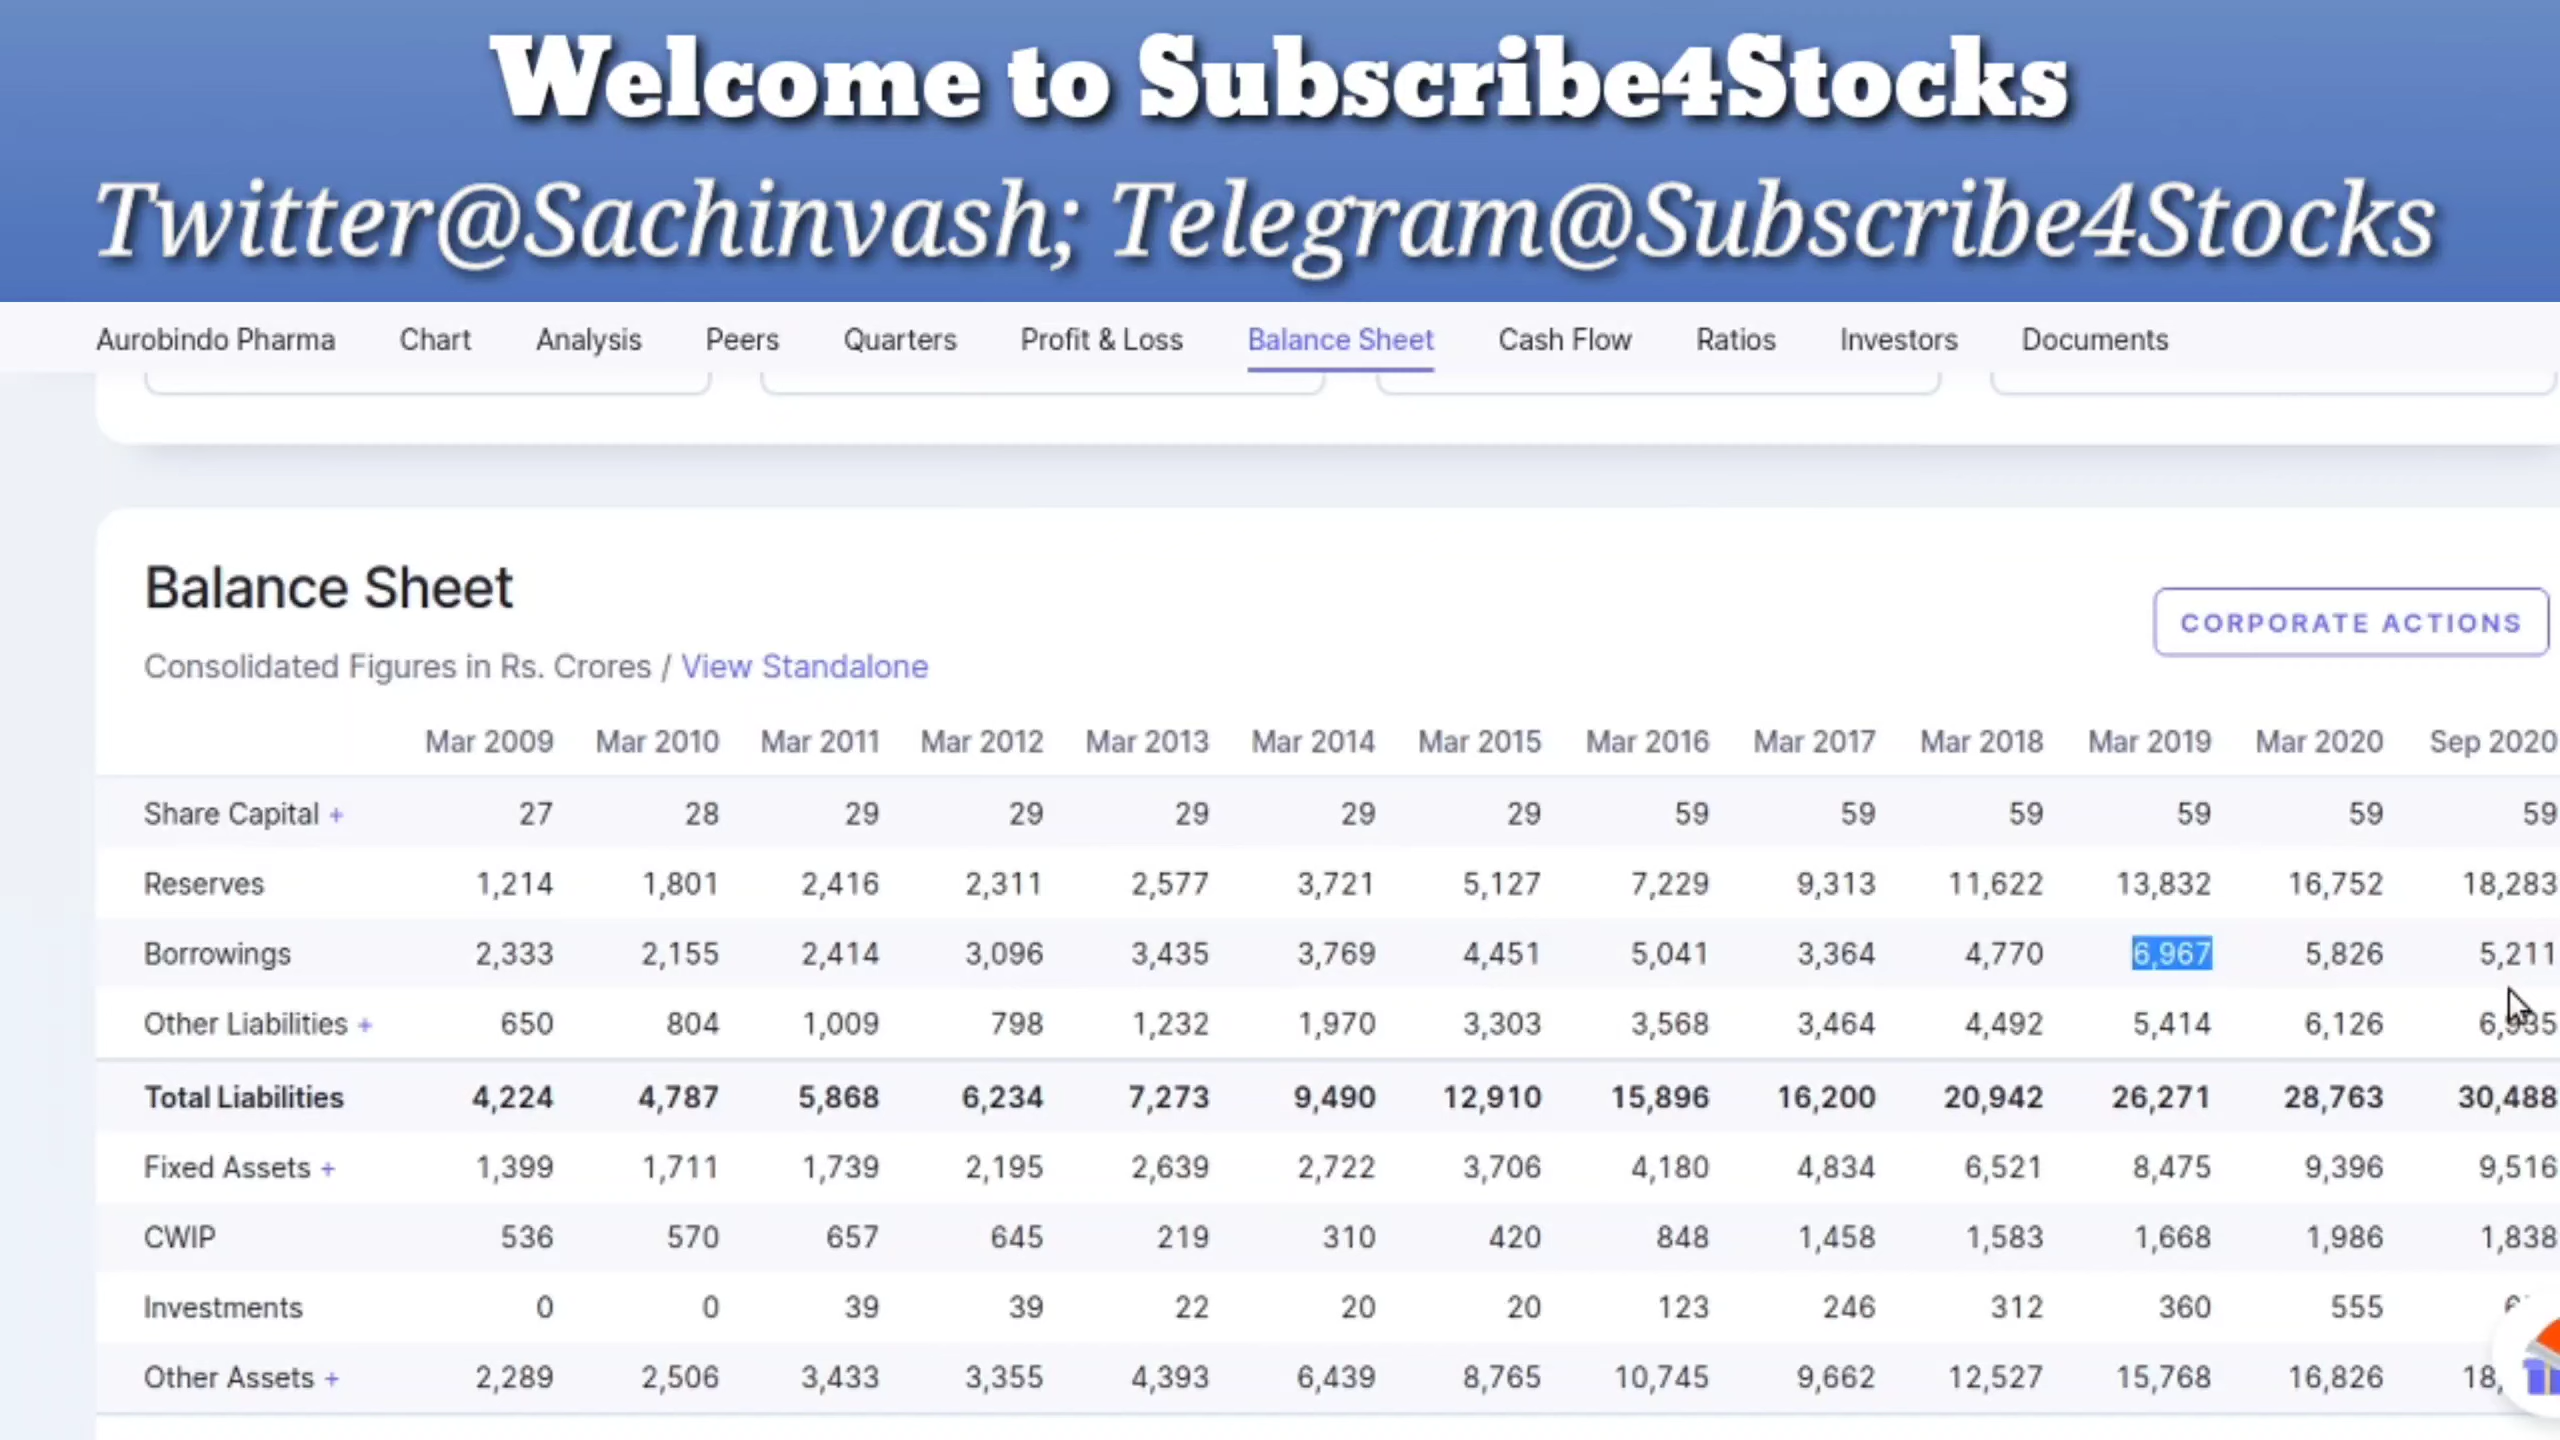 Welcome to Subscribe4Stocks
Twitter@Sachinvash; Telegram@Subscribe4Stocks
Aurobindo Pharma Chart Analysis Peers Quarters Profit & Loss Balance Sheet Cash Flow Ratios Investors Documents
Balance Sheet
CORPORATE ACTIONS
Consolidated Figures in Rs. Crores / View Standalone
Mar 2009 Mar 2010 Mar 2011 Mar 2012 Mar 2013 Mar 2014 Mar 2015 Mar 2016 Mar 2017 Mar 2018 Mar 2019 Mar 2020 Sep 2020
Share Capital + 27 28 29 29 29 29 29 59 59 59 59 59 59
Reserves 1,214 1,801 2,416 2,311 2,577 3,721 5,127 7,229 9,313 11,622 13,832 16,752 18,283
Borrowings 2,333 2,155 2,414 3,096 3,435 3,769 4,451 5,041 3,364 4,770 6,967 5,826 5,211
Other Liabilities + 650 804 1,009 798 1,232 1,970 3,303 3,568 3,464 4,492 5,414 6,126
Total Liabilities 4,224 4,787 5,868 6,234 7,273 9,490 12,910 15,896 16,200 20,942 26,271 28,763 30,488
Fixed Assets + 1,399 1,711 1,739 2,195 2,639 2,722 3,706 4,180 4,834 6,521 8,475 9,396 9,516
CWIP 536 570 657 645 219 310 420 848 1,458 1,583 1,668 1,986 1,838
Investments 0 0 39 39 22 20 20 123 246 312 360 555
Other Assets + 2,289 2,506 3,433 3,355 4,393 6,439 8,765 10,745 9,662 12,527 15,768 16,826